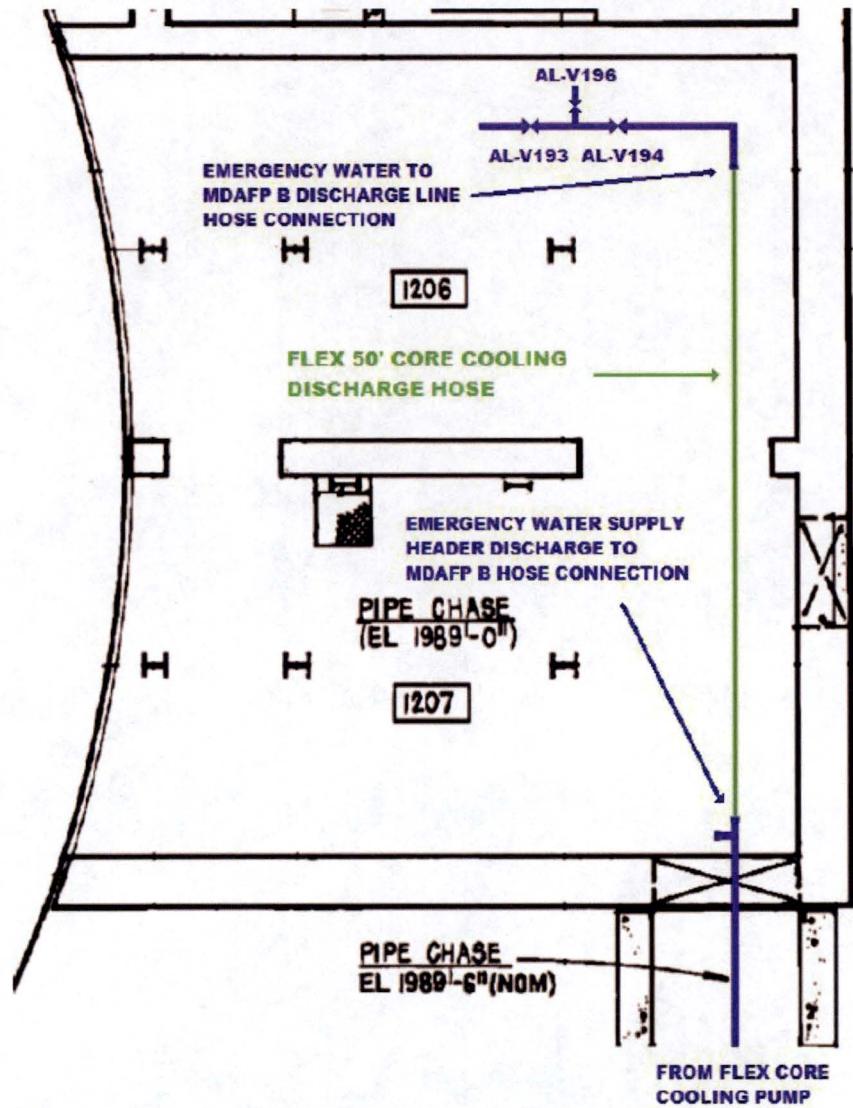 AL-V196
AL-V193 AL-V194
EMERGENCY WATER TO
MDAFP B DISCHARGE LINE
HOSE CONNECTION
1206
FLEX 50' CORE COOLING
DISCHARGE HOSE
EMERGENCY WATER SUPPLY
HEADER DISCHARGE TO
MDAFP B HOSE CONNECTION
PIPE CHASE
(EL 1989'-0")
1207
PIPE CHASE
EL 1989'-6"(NOM)
FROM FLEX CORE
COOLING PUMP